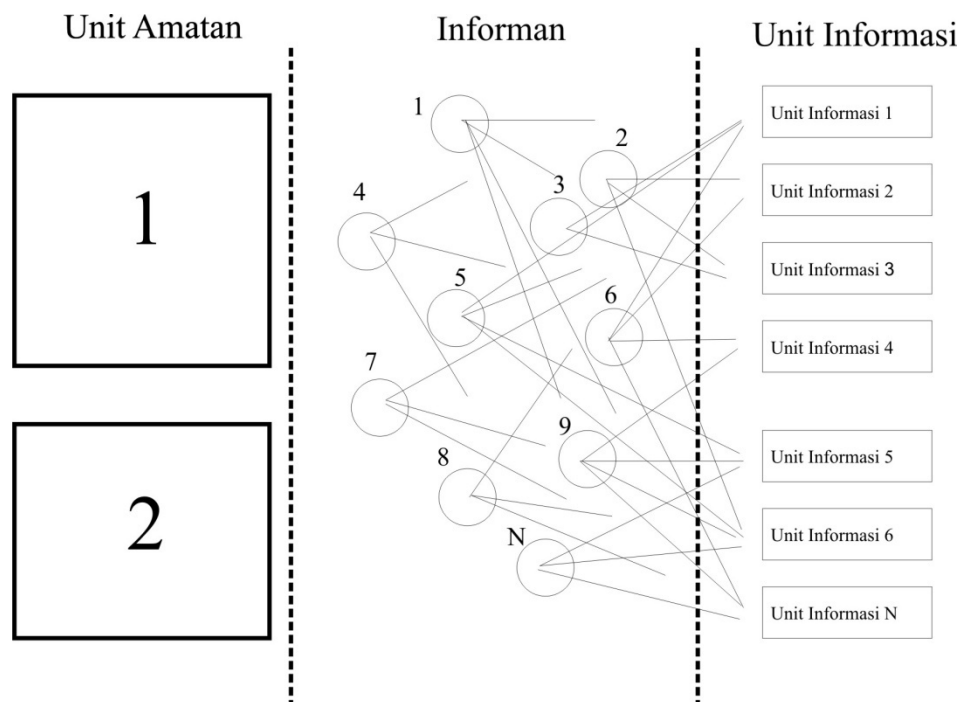 Unit Amatan
Informan
Unit Informasi
1
2
1
2
3
4
5
6
7
8
9
N
Unit Informasi 1
Unit Informasi 2
Unit Informasi 3
Unit Informasi 4
Unit Informasi 5
Unit Informasi 6
Unit Informasi N